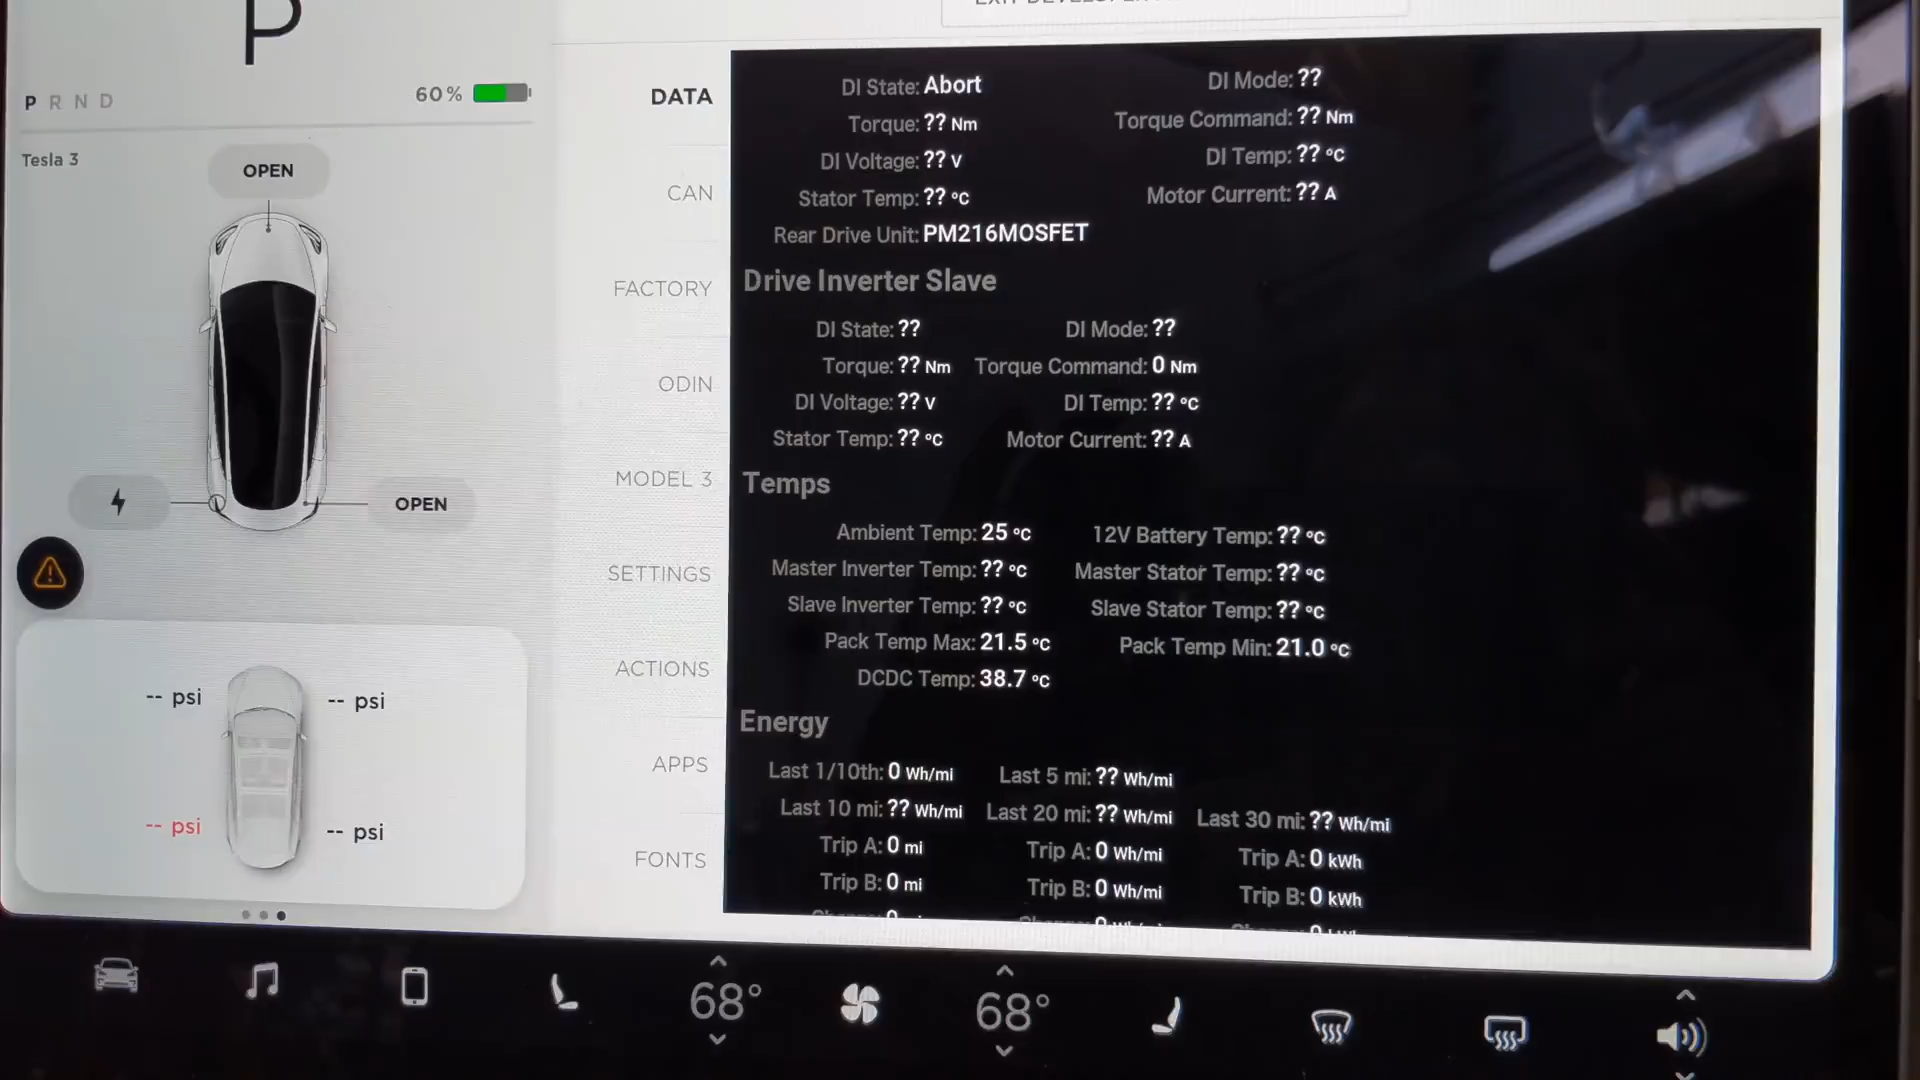 P
EXIT DEVELOPER
P R N D
60%
Tesla 3
OPEN
OPEN
-- psi
-- psi
-- psi
-- psi
DATA
CAN
FACTORY
ODIN
MODEL 3
SETTINGS
ACTIONS
APPS
FONTS
DI State: Abort DI Mode: ??
Torque: ?? Nm Torque Command: ?? Nm
DI Voltage: ?? V DI Temp: ?? °C
Stator Temp: ?? °C Motor Current: ?? A
Rear Drive Unit: PM216MOSFET
Drive Inverter Slave
DI State: ?? DI Mode: ??
Torque: ?? Nm Torque Command: 0 Nm
DI Voltage: ?? V DI Temp: ?? °C
Stator Temp: ?? °C Motor Current: ?? A
Temps
Ambient Temp: 25 °C 12V Battery Temp: ?? °C
Master Inverter Temp: ?? °C Master Stator Temp: ?? °C
Slave Inverter Temp: ?? °C Slave Stator Temp: ?? °C
Pack Temp Max: 21.5 °C Pack Temp Min: 21.0 °C
DCDC Temp: 38.7 °C
Energy
Last 1/10th: 0 Wh/mi Last 5 mi: ?? Wh/mi
Last 10 mi: ?? Wh/mi Last 20 mi: ?? Wh/mi Last 30 mi: ?? Wh/mi
Trip A: 0 mi Trip A: 0 Wh/mi Trip A: 0 kWh
Trip B: 0 mi Trip B: 0 Wh/mi Trip B: 0 kWh
68° 68°